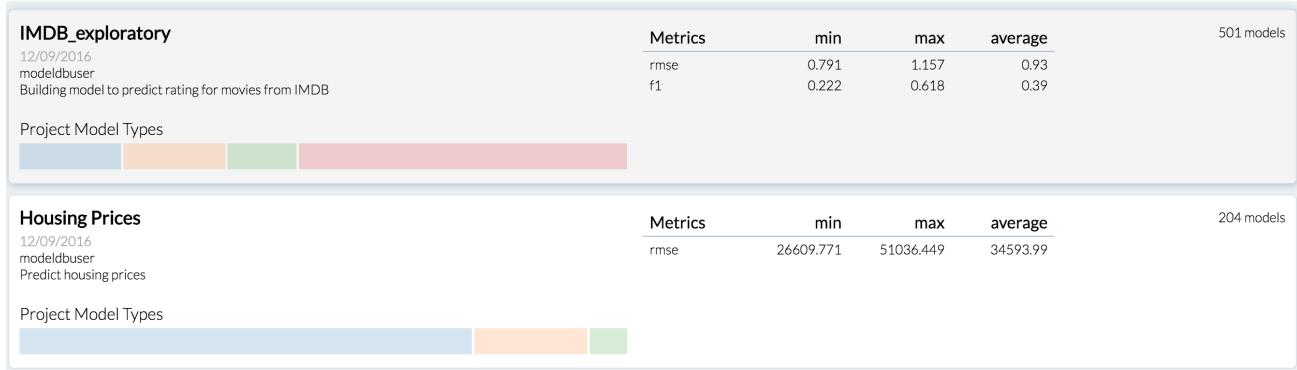 IMDB_exploratory
12/09/2016
modeldbuser
Building model to predict rating for movies from IMDB
Project Model Types
Metrics min max average
rmse 0.791 1.157 0.93
f1 0.222 0.618 0.39
501 models
Housing Prices
12/09/2016
modeldbuser
Predict housing prices
Project Model Types
Metrics min max average
rmse 26609.771 51036.449 34593.99
204 models